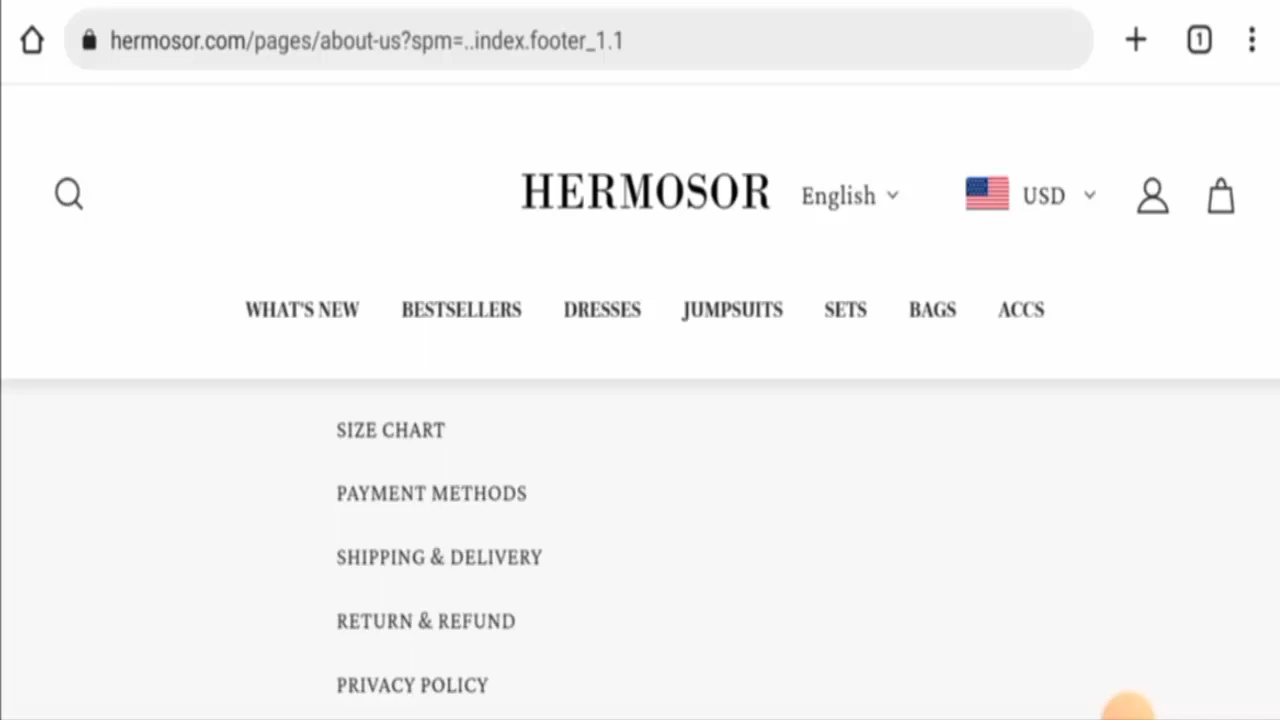 hermosor.com/pages/about-us?spm=..index.footer_1.1
1
HERMOSOR
English
USD
WHAT'S NEW BESTSELLERS DRESSES JUMPSUITS SETS BAGS ACCS
SIZE CHART
PAYMENT METHODS
SHIPPING & DELIVERY
RETURN & REFUND
PRIVACY POLICY